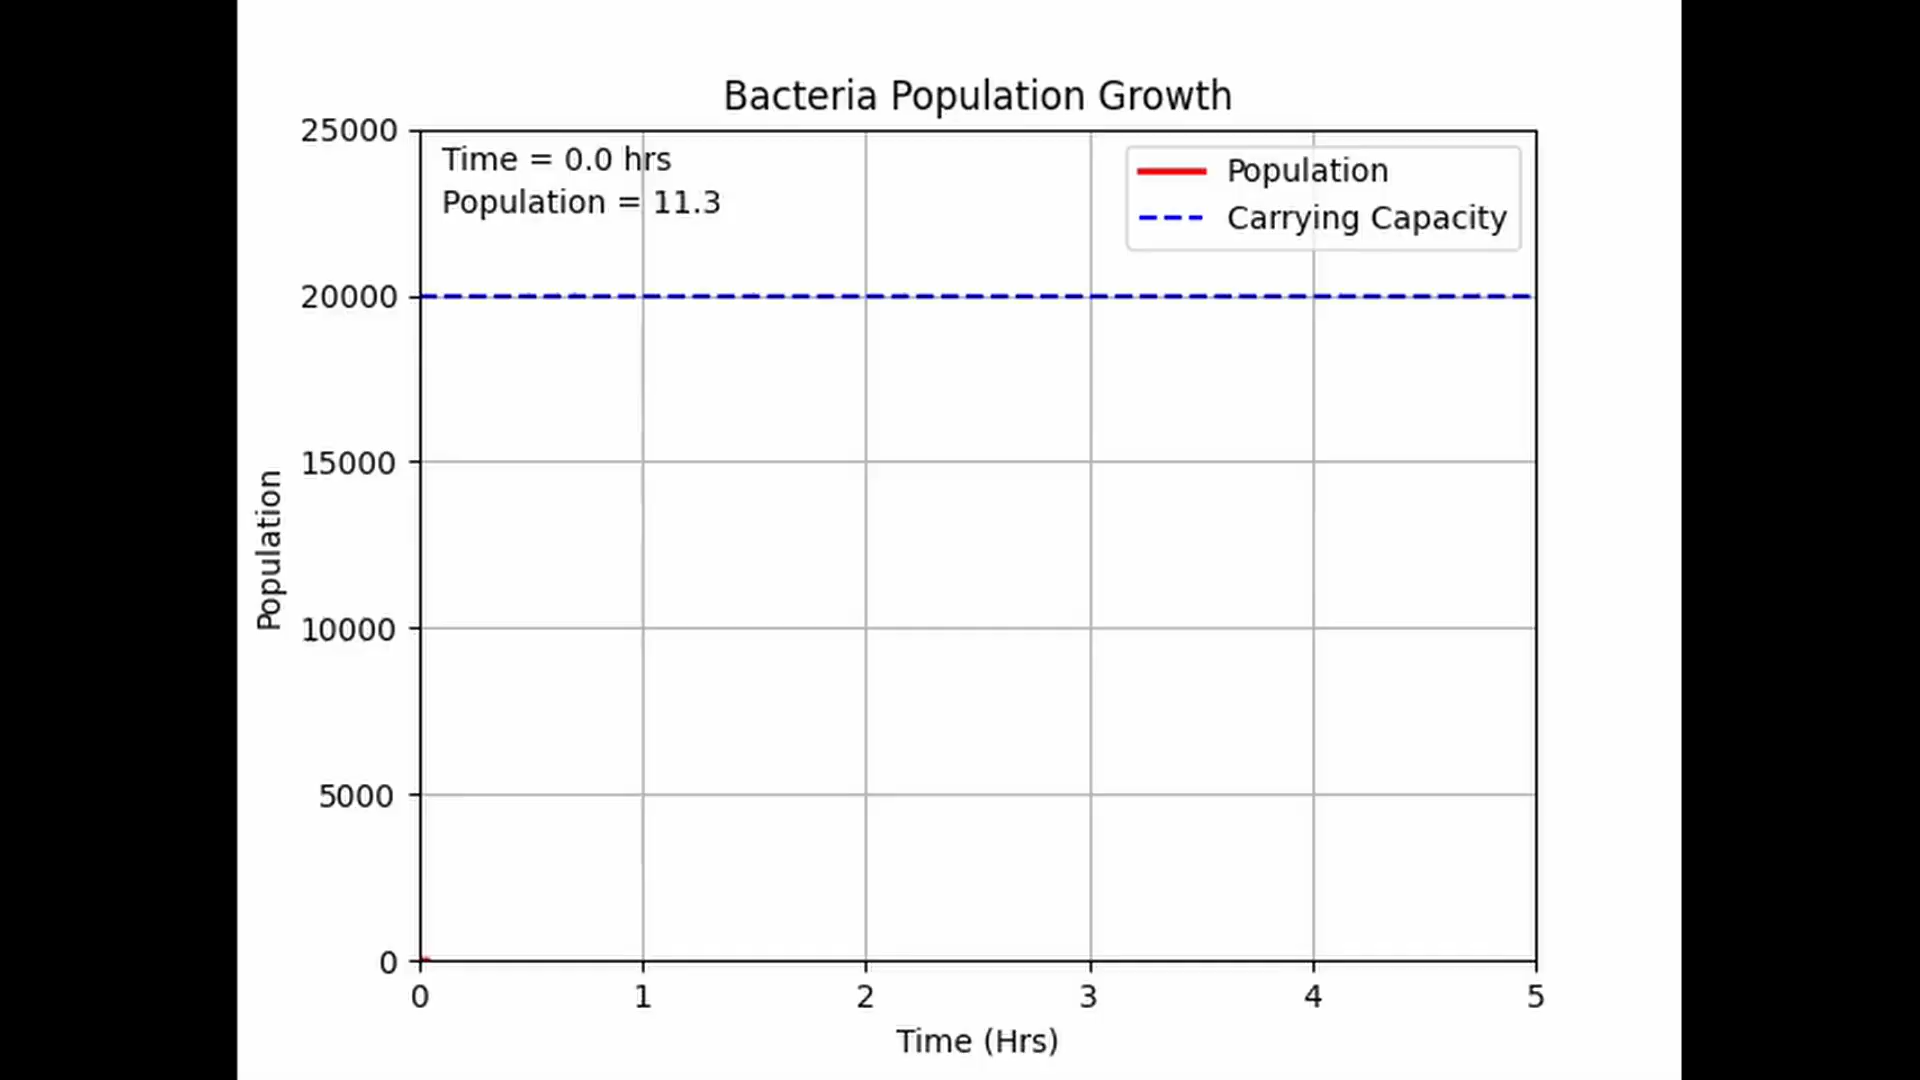 Bacteria Population Growth
25000
Time = 0.0 hrs
Population = 11.3
Population
Carrying Capacity
20000
15000
10000
5000
0
Population
0 1 2 3 4 5
Time (Hrs)